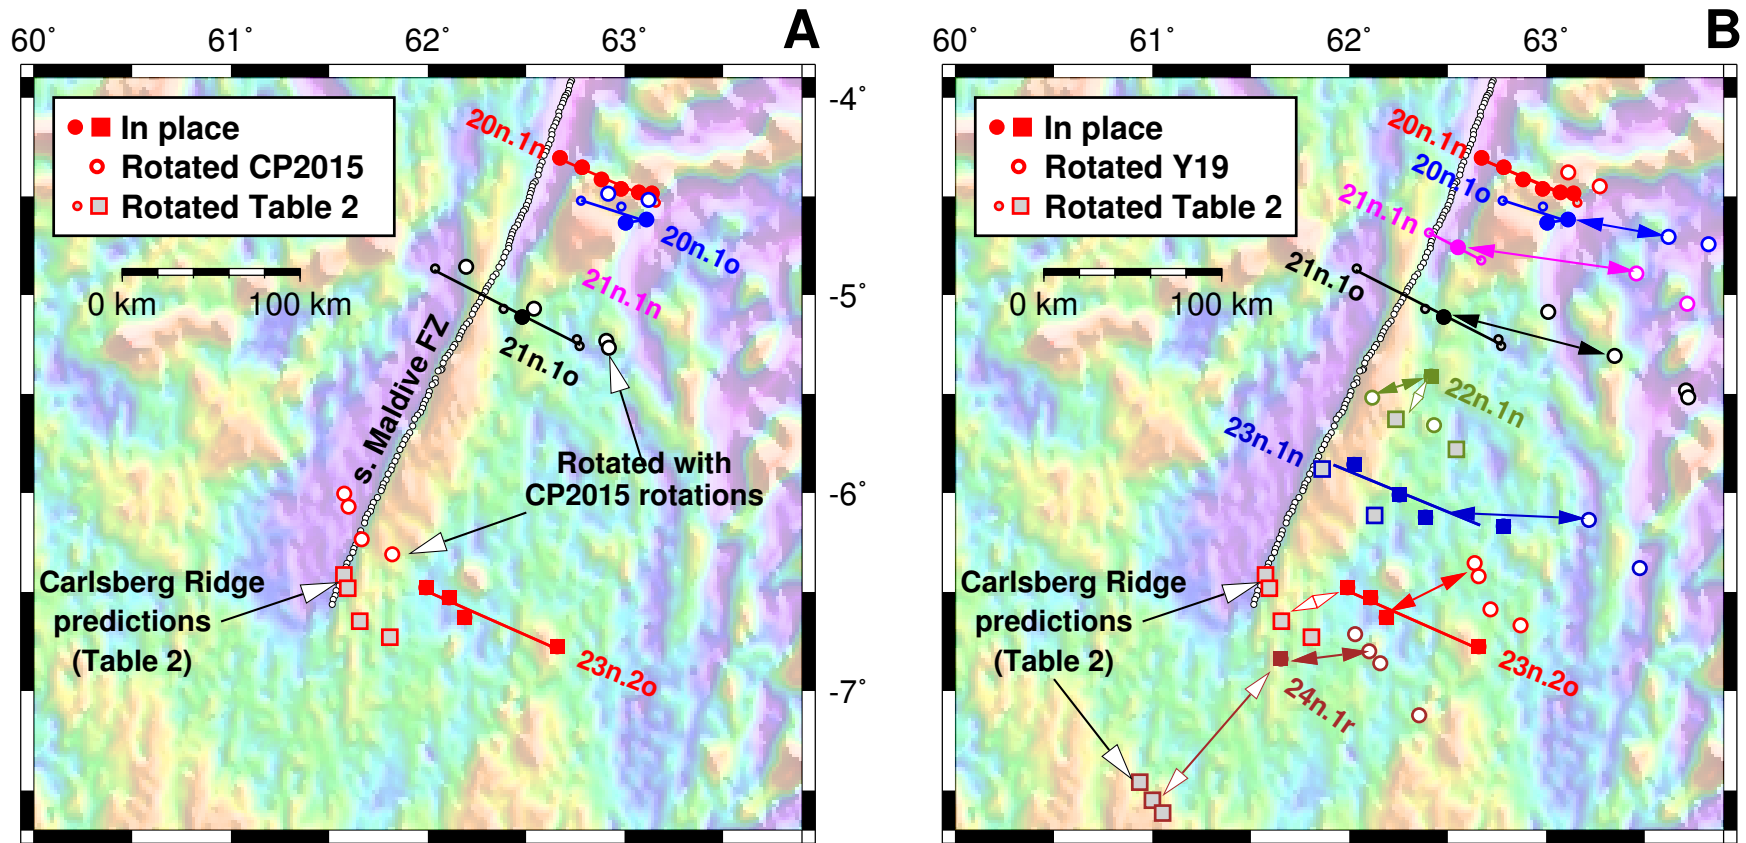 60° 61° 62° 63° A
In place
Rotated CP2015
Rotated Table 2
0 km 100 km
20n.1n
20n.1o
21n.1n
21n.1o
s. Maldive FZ
Rotated with
CP2015 rotations
Carlsberg Ridge
predictions
(Table 2)
23n.2o
-4°
-5°
-6°
-7°
60° 61° 62° 63° B
In place
Rotated Y19
Rotated Table 2
0 km 100 km
20n.1n
20n.1o
21n.1n
21n.1o
22n.1n
23n.1n
Carlsberg Ridge
predictions
(Table 2)
23n.2o
24n.1r